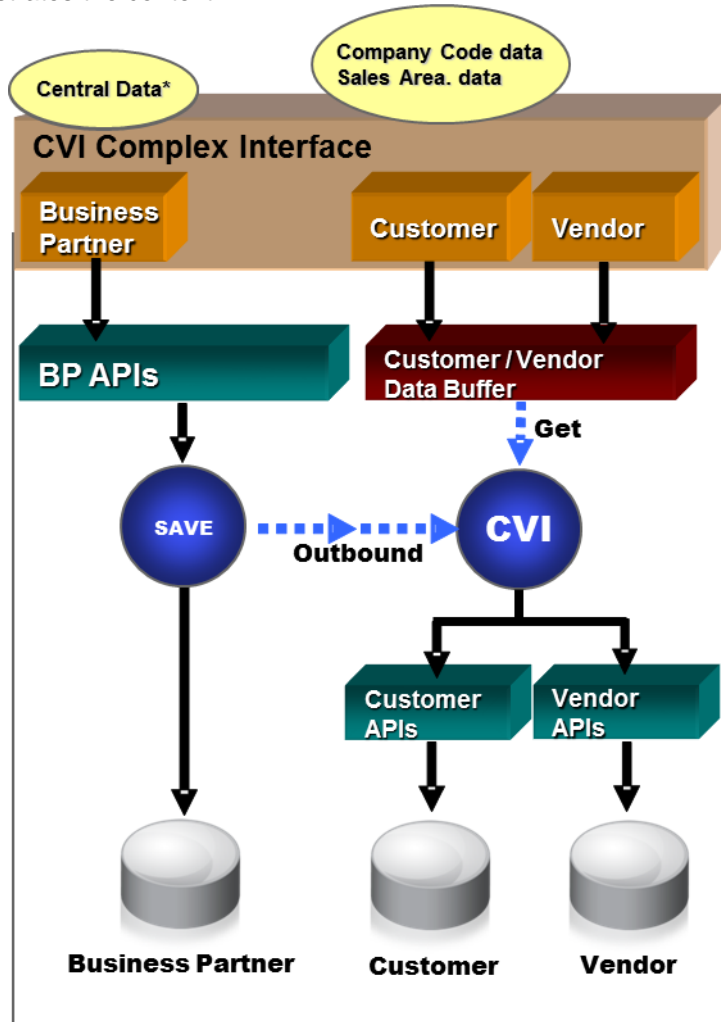 Company Code data
Sales Area. data
Central Data*
CVI Complex Interface
Business
Partner
Customer
Vendor
BP APIs
Customer / Vendor
Data Buffer
Get
SAVE
CVI
Outbound
Customer
APIs
Vendor
APIs
Business Partner
Customer
Vendor